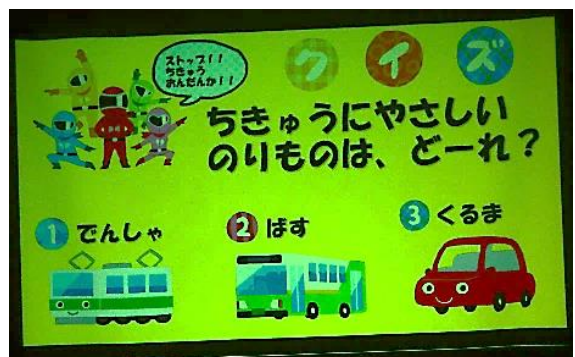 クイズ
ストップ!!
ちきゅう
おんだんか!!
ちきゅうにやさしい
のりものは、どーれ?
1 でんしゃ
2 ばす
3 くるま